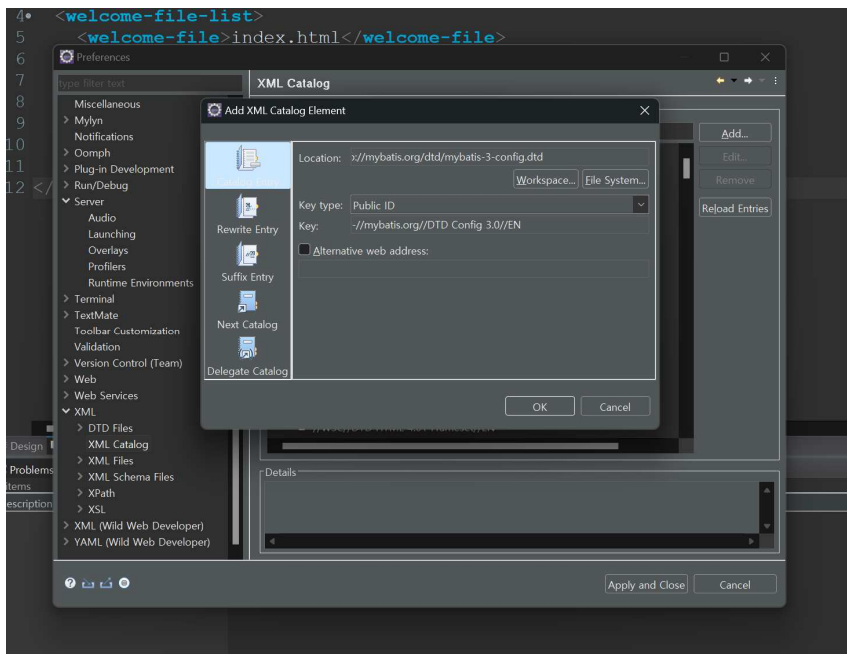 4 <welcome-file-list>
5 <welcome-file>index.html</welcome-file>
6
7
8
9
10
11
12 </
Preferences
type filter text
Miscellaneous
Mylyn
Notifications
Oomph
Plug-in Development
Run/Debug
Server
Audio
Launching
Overlays
Profilers
Runtime Environments
Terminal
TextMate
Toolbar Customization
Validation
Version Control (Team)
Web
Web Services
XML
DTD Files
XML Catalog
XML Files
XML Schema Files
XPath
XSL
XML (Wild Web Developer)
YAML (Wild Web Developer)
XML Catalog
Add...
Edit...
Remove
Reload Entries
Add XML Catalog Element
Catalog Entry
Rewrite Entry
Suffix Entry
Next Catalog
Delegate Catalog
Location: ://mybatis.org/dtd/mybatis-3-config.dtd
Workspace... File System...
Key type: Public ID
Key: -//mybatis.org//DTD Config 3.0//EN
Alternative web address:
OK Cancel
Details
Apply and Close Cancel
Design
Problems
items
escription